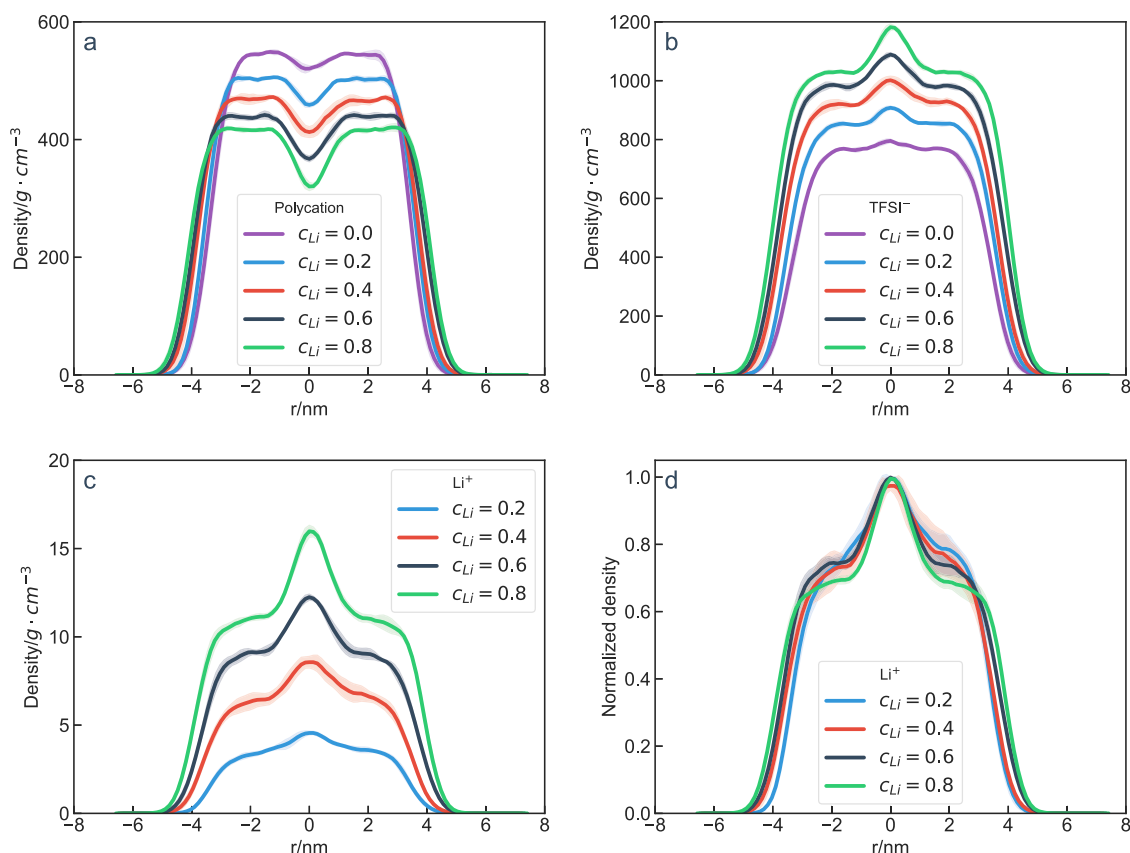 a
600
400
200
0
Density/g · cm⁻³
Polycation
c_Li = 0.0
c_Li = 0.2
c_Li = 0.4
c_Li = 0.6
c_Li = 0.8
−8 −6 −4 −2 0 2 4 6 8
r/nm
b
1200
1000
800
600
400
200
0
Density/g · cm⁻³
TFSI⁻
c_Li = 0.0
c_Li = 0.2
c_Li = 0.4
c_Li = 0.6
c_Li = 0.8
−8 −6 −4 −2 0 2 4 6 8
r/nm
c
20
15
10
5
0
Density/g · cm⁻³
Li⁺
c_Li = 0.2
c_Li = 0.4
c_Li = 0.6
c_Li = 0.8
−8 −6 −4 −2 0 2 4 6 8
r/nm
d
1.0
0.8
0.6
0.4
0.2
0.0
Normalized density
Li⁺
c_Li = 0.2
c_Li = 0.4
c_Li = 0.6
c_Li = 0.8
−8 −6 −4 −2 0 2 4 6 8
r/nm